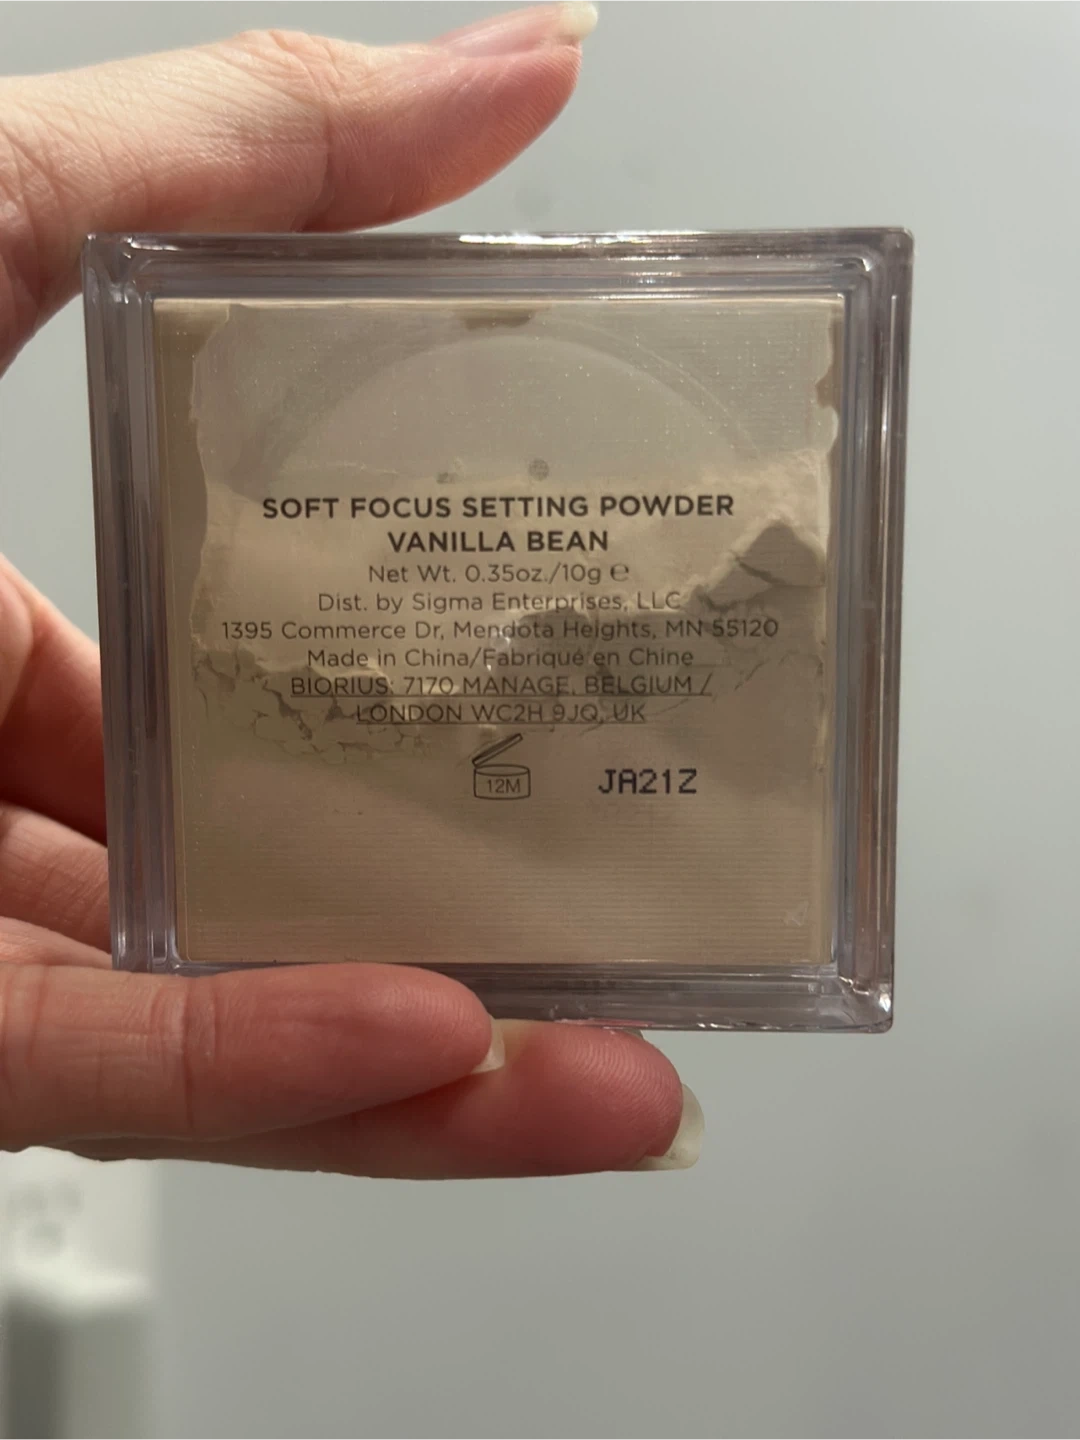 SOFT FOCUS SETTING POWDER
VANILLA BEAN
Net Wt. 0.35oz./10g ℮
Dist. by Sigma Enterprises, LLC
1395 Commerce Dr, Mendota Heights, MN 55120
Made in China/Fabriqué en Chine
BIORIUS: 7170 MANAGE, BELGIUM /
LONDON WC2H 9JQ, UK
12M
JA21Z